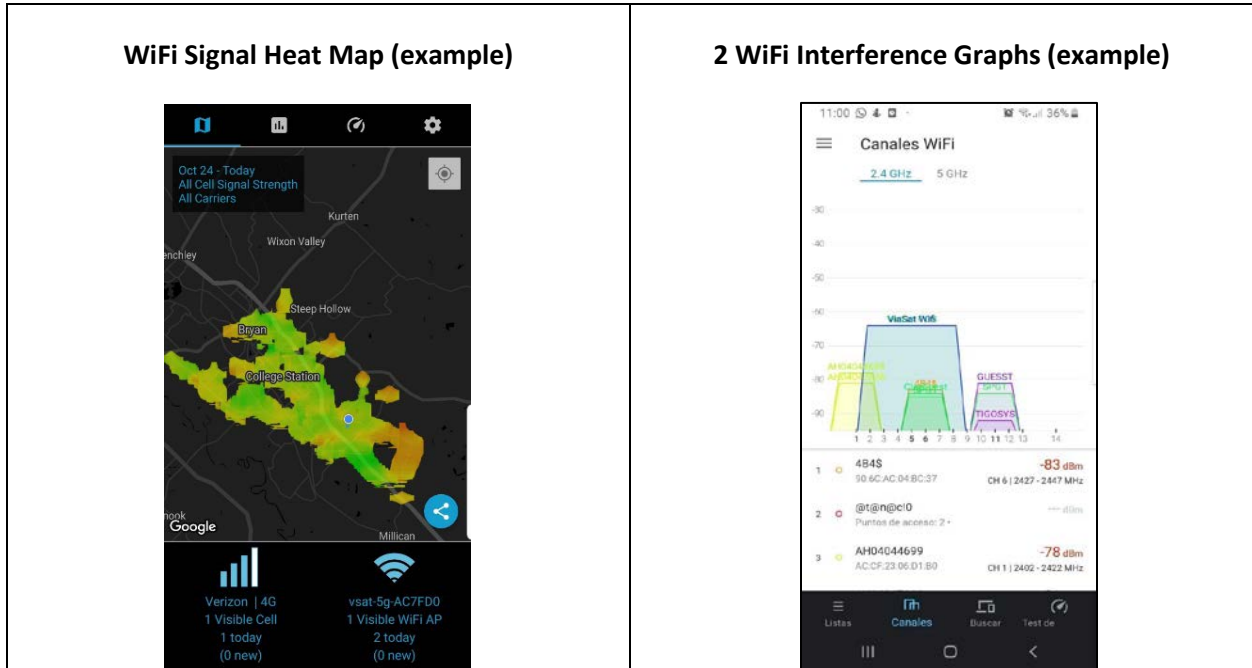 WiFi Signal Heat Map (example)
Oct 24 - Today
All Cell Signal Strength
All Carriers
Kurten
Wixon Valley
enchley
Steep Hollow
Bryan
College Station
nook
Google
Millican
Verizon | 4G
1 Visible Cell
1 today
(0 new)
vsat-5g-AC7FD0
1 Visible WiFi AP
2 today
(0 new)
2 WiFi Interference Graphs (example)
11:00
36%
Canales WiFi
2.4 GHz 5 GHz
-30
-40
-50
-60
ViaSat Wifi
-70
AH04044699
-80
GUESST
TIGOSYS
-90
1 2 3 4 5 6 7 8 9 10 11 12 13 14
1 4B4$ -83 dBm
90:6C:AC:04:BC:37 CH 6 | 2427 - 2447 MHz
2 @t@n@c!0 --- dBm
Puntos de acceso: 2
3 AH04044699 -78 dBm
AC:CF:23:06:D1:B0 CH 1 | 2402 - 2422 MHz
Listas Canales Buscar Test de